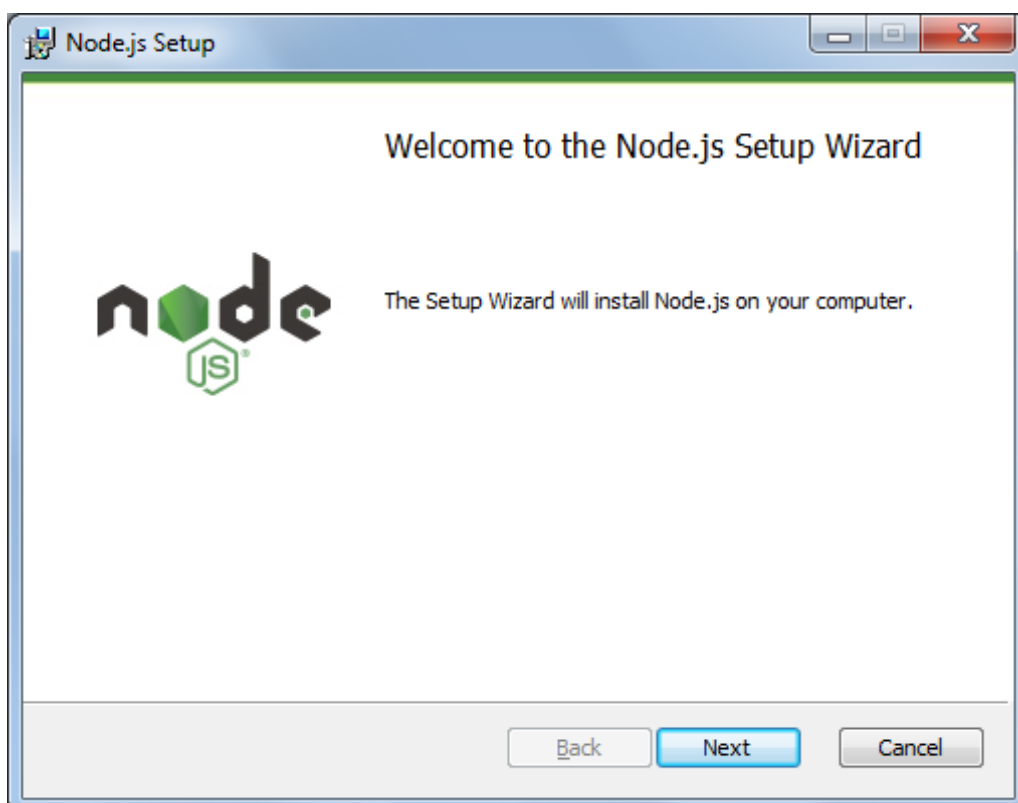 Node.js Setup
Welcome to the Node.js Setup Wizard
The Setup Wizard will install Node.js on your computer.
node
JS®
Back
Next
Cancel